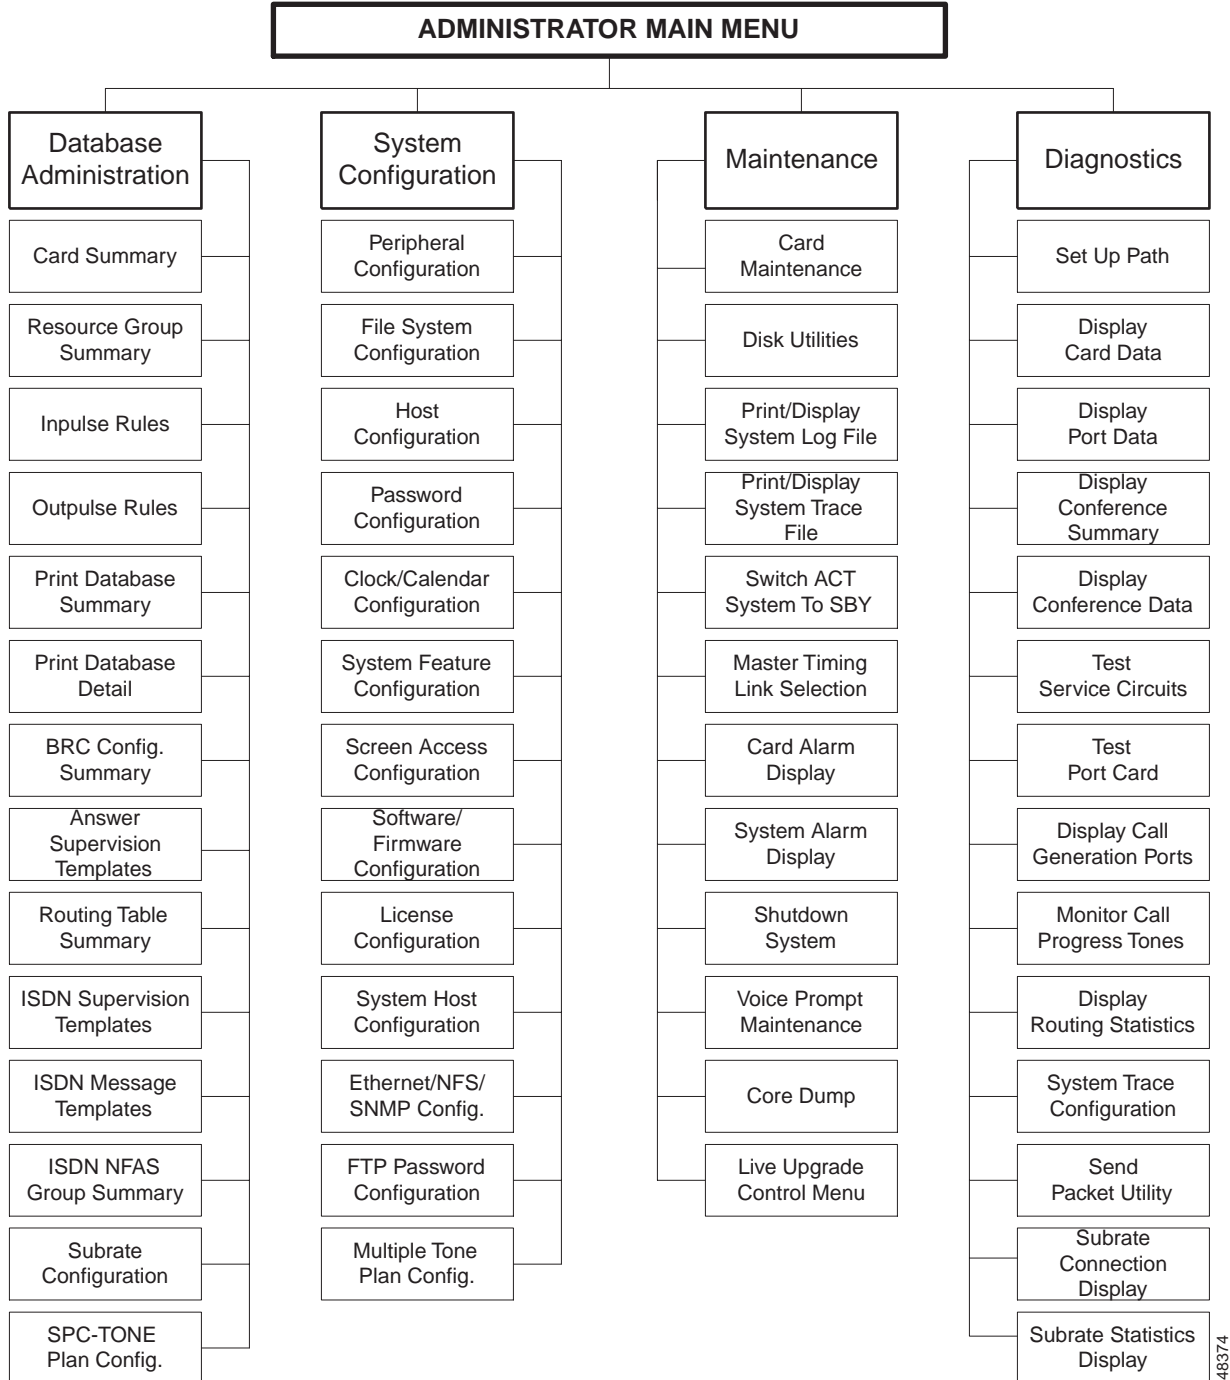 ADMINISTRATOR MAIN MENU
Database
Administration
Card Summary
Resource Group
Summary
Inpulse Rules
Outpulse Rules
Print Database
Summary
Print Database
Detail
BRC Config.
Summary
Answer
Supervision
Templates
Routing Table
Summary
ISDN Supervision
Templates
ISDN Message
Templates
ISDN NFAS
Group Summary
Subrate
Configuration
SPC-TONE
Plan Config.
System
Configuration
Peripheral
Configuration
File System
Configuration
Host
Configuration
Password
Configuration
Clock/Calendar
Configuration
System Feature
Configuration
Screen Access
Configuration
Software/
Firmware
Configuration
License
Configuration
System Host
Configuration
Ethernet/NFS/
SNMP Config.
FTP Password
Configuration
Multiple Tone
Plan Config.
Maintenance
Card
Maintenance
Disk Utilities
Print/Display
System Log File
Print/Display
System Trace
File
Switch ACT
System To SBY
Master Timing
Link Selection
Card Alarm
Display
System Alarm
Display
Shutdown
System
Voice Prompt
Maintenance
Core Dump
Live Upgrade
Control Menu
Diagnostics
Set Up Path
Display
Card Data
Display
Port Data
Display
Conference
Summary
Display
Conference Data
Test
Service Circuits
Test
Port Card
Display Call
Generation Ports
Monitor Call
Progress Tones
Display
Routing Statistics
System Trace
Configuration
Send
Packet Utility
Subrate
Connection
Display
Subrate Statistics
Display
48374